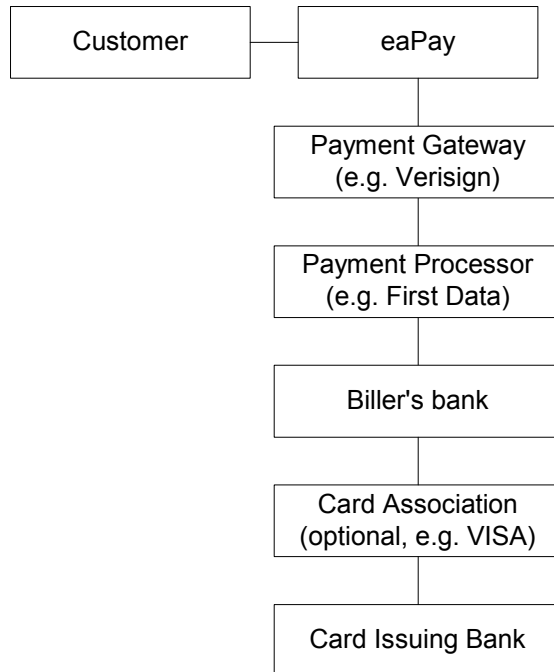 Customer
eaPay
Payment Gateway
(e.g. Verisign)
Payment Processor
(e.g. First Data)
Biller's bank
Card Association
(optional, e.g. VISA)
Card Issuing Bank